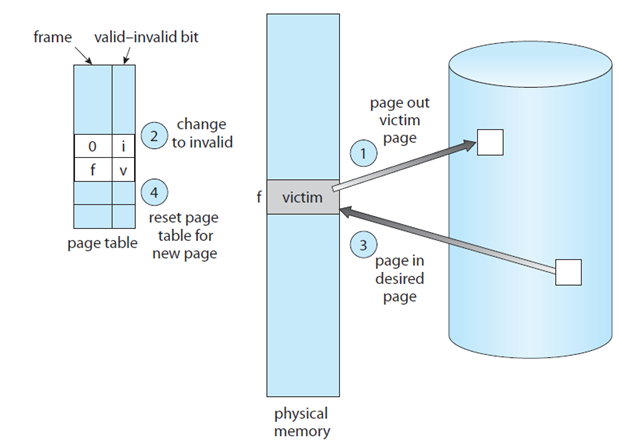 frame
valid–invalid bit
0
i
f
v
2
change
to invalid
4
reset page
table for
new page
page table
f
victim
physical
memory
page out
victim
page
1
3
page in
desired
page